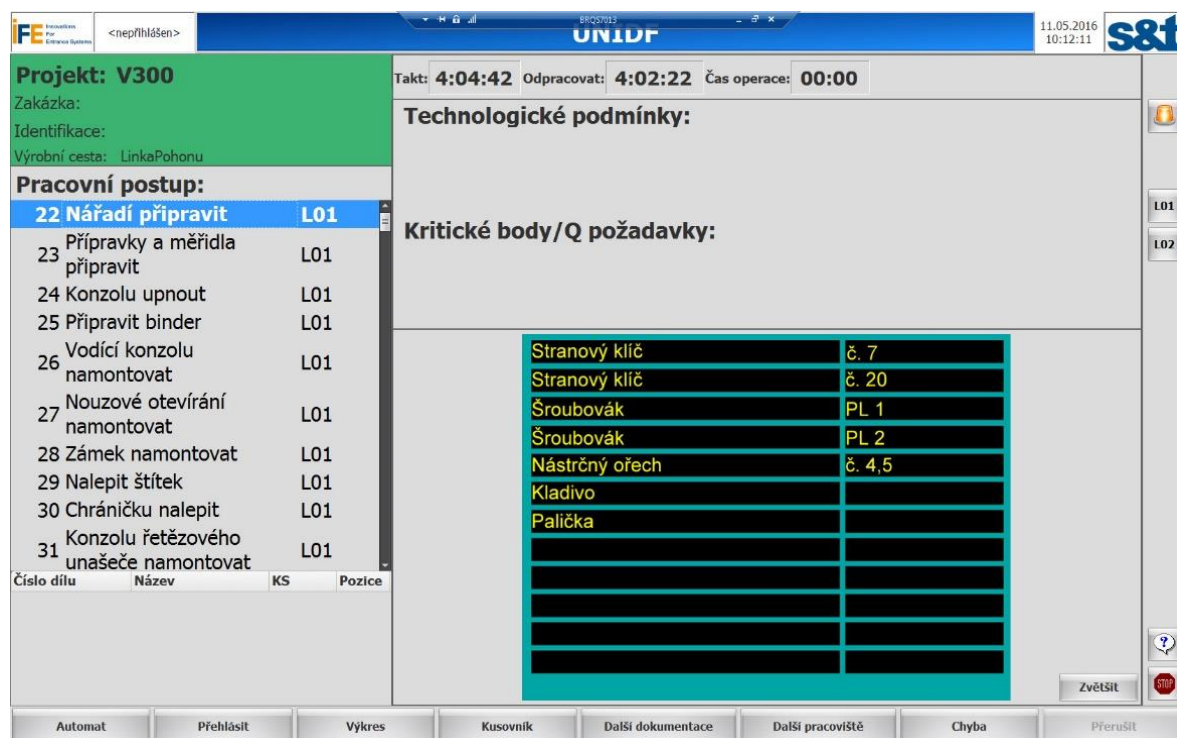 iFE Innovations For Entrance Systems
<nepřihlášen>
BRQS7013
UNIDF
11.05.2016
10:12:11
s&t
Projekt: V300
Zakázka:
Identifikace:
Výrobní cesta: LinkaPohonu
Takt: 4:04:42 Odpracovat: 4:02:22 Čas operace: 00:00
Technologické podmínky:
Kritické body/Q požadavky:
Pracovní postup:
22 Nářadí připravit L01
23 Přípravky a měřidla
připravit L01
24 Konzolu upnout L01
25 Připravit binder L01
26 Vodící konzolu
namontovat L01
27 Nouzové otevírání
namontovat L01
28 Zámek namontovat L01
29 Nalepit štítek L01
30 Chráničku nalepit L01
31 Konzolu řetězového
unašeče namontovat L01
Číslo dílu Název KS Pozice
Stranový klíč č. 7
Stranový klíč č. 20
Šroubovák PL 1
Šroubovák PL 2
Nástrčný ořech č. 4,5
Kladivo
Palička
L01
L02
?
STOP
Zvětšit
Automat Přehlásit Výkres Kusovník Další dokumentace Další pracoviště Chyba Přerušit